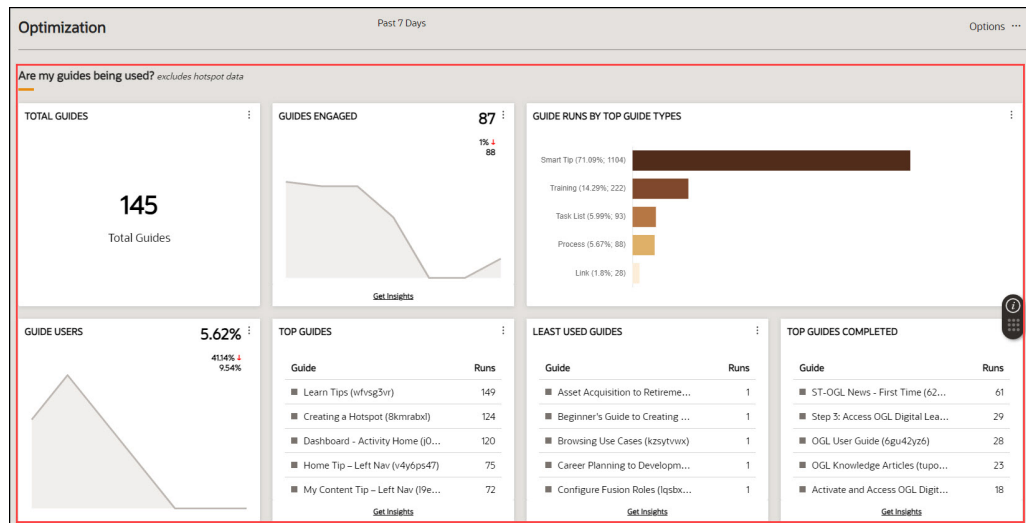 Optimization
Past 7 Days
Options ...
Are my guides being used? excludes hotspot data
TOTAL GUIDES
145
Total Guides
GUIDES ENGAGED
87
1% ↓
88
Get Insights
GUIDE RUNS BY TOP GUIDE TYPES
Smart Tip (71.09%; 1104)
Training (14.29%; 222)
Task List (5.99%; 93)
Process (5.67%; 88)
Link (1.8%; 28)
GUIDE USERS
5.62%
41.14% ↓
9.54%
TOP GUIDES
Guide Runs
Learn Tips (wfvsg3vr) 149
Creating a Hotspot (8kmrabxl) 124
Dashboard - Activity Home (j0... 120
Home Tip – Left Nav (v4y6ps47) 75
My Content Tip – Left Nav (l9e... 72
Get Insights
LEAST USED GUIDES
Guide Runs
Asset Acquisition to Retireme... 1
Beginner's Guide to Creating ... 1
Browsing Use Cases (kzsytvwx) 1
Career Planning to Developm... 1
Configure Fusion Roles (lqsbx... 1
Get Insights
TOP GUIDES COMPLETED
Guide Runs
ST-OGL News - First Time (62... 61
Step 3: Access OGL Digital Lea... 29
OGL User Guide (6gu42yz6) 28
OGL Knowledge Articles (tupo... 23
Activate and Access OGL Digit... 18
Get Insights